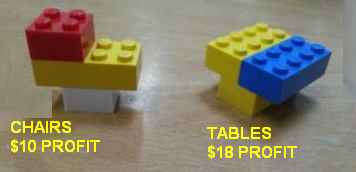 CHAIRS
$10 PROFIT
TABLES
$18 PROFIT